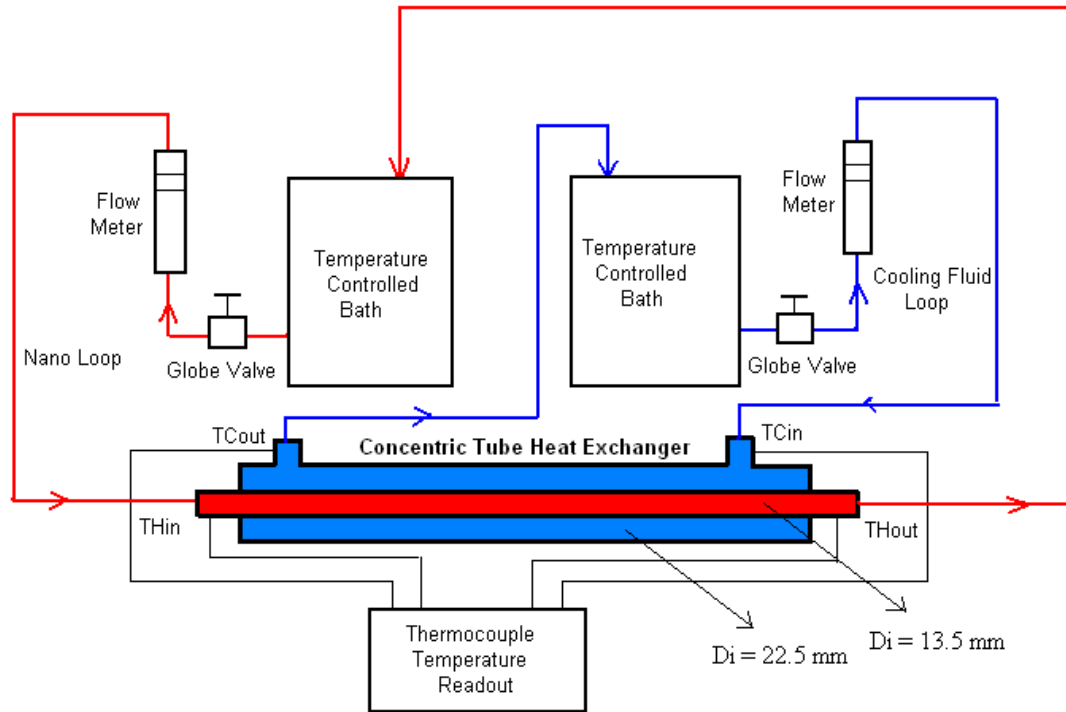 Flow
Meter
Temperature
Controlled
Bath
Temperature
Controlled
Bath
Flow
Meter
Cooling Fluid
Loop
Nano Loop
Globe Valve
Globe Valve
TCout
Concentric Tube Heat Exchanger
TCin
THin
THout
Thermocouple
Temperature
Readout
Di = 22.5 mm
Di = 13.5 mm